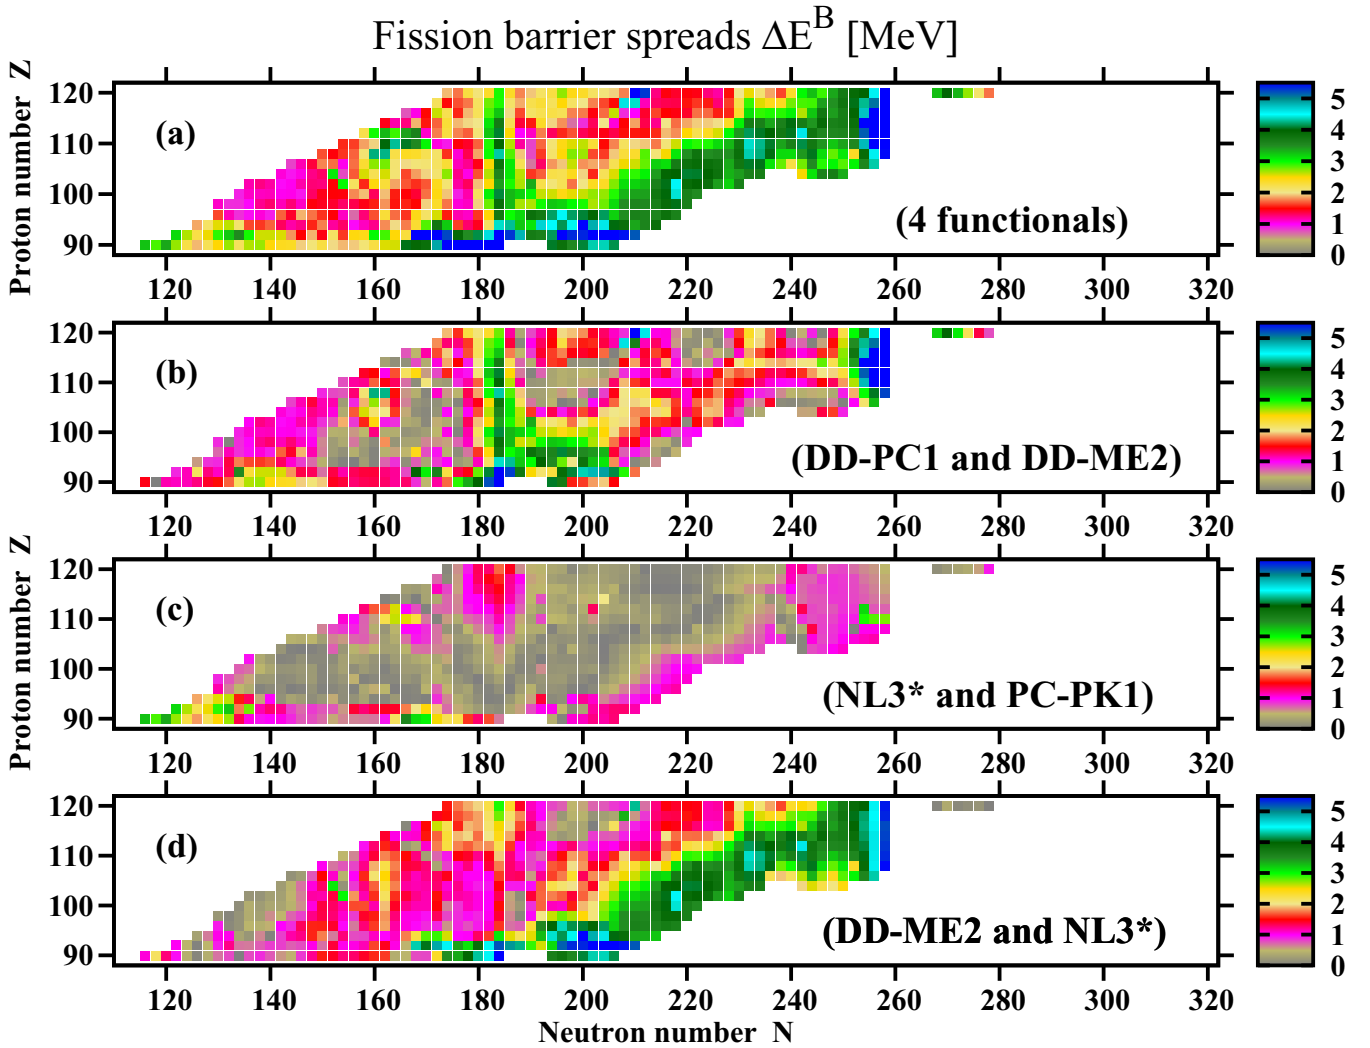 Fission barrier spreads ΔE^B [MeV]
Proton number Z
120
110
100
90
(a)
(4 functionals)
5
4
3
2
1
0
120 140 160 180 200 220 240 260 280 300 320
120
110
100
90
(b)
(DD-PC1 and DD-ME2)
5
4
3
2
1
0
120 140 160 180 200 220 240 260 280 300 320
Proton number Z
120
110
100
90
(c)
(NL3* and PC-PK1)
5
4
3
2
1
0
120 140 160 180 200 220 240 260 280 300 320
120
110
100
90
(d)
(DD-ME2 and NL3*)
5
4
3
2
1
0
120 140 160 180 200 220 240 260 280 300 320
Neutron number N